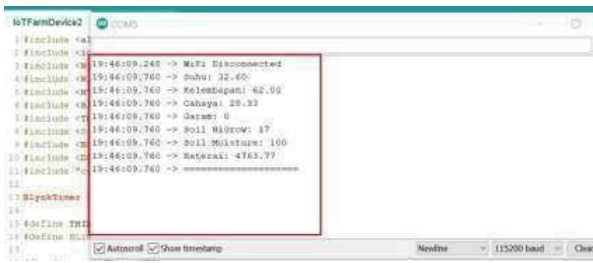 IoTFarmDevice2
COM5
1 #include <al
2 #include <
3 #include <
4 #include <
5 #include <
6 #include <
7 #include <
8 #include <
9 #include <
10 #include <
11 #include "
12
13 BlynkTimer
15 #define THI
16 #define BLY
19:46:09.240 -> WiFi Disconnected
19:46:09.760 -> Suhu: 32.60
19:46:09.760 -> Kelembapan: 62.00
19:46:09.760 -> Cahaya: 28.33
19:46:09.760 -> Garam: 0
19:46:09.760 -> Soil HiGrow: 17
19:46:09.760 -> Soil Moisture: 100
19:46:09.760 -> Baterai: 4763.77
19:46:09.760 -> ====================
Autoscroll Show timestamp
Newline
115200 baud
Clear